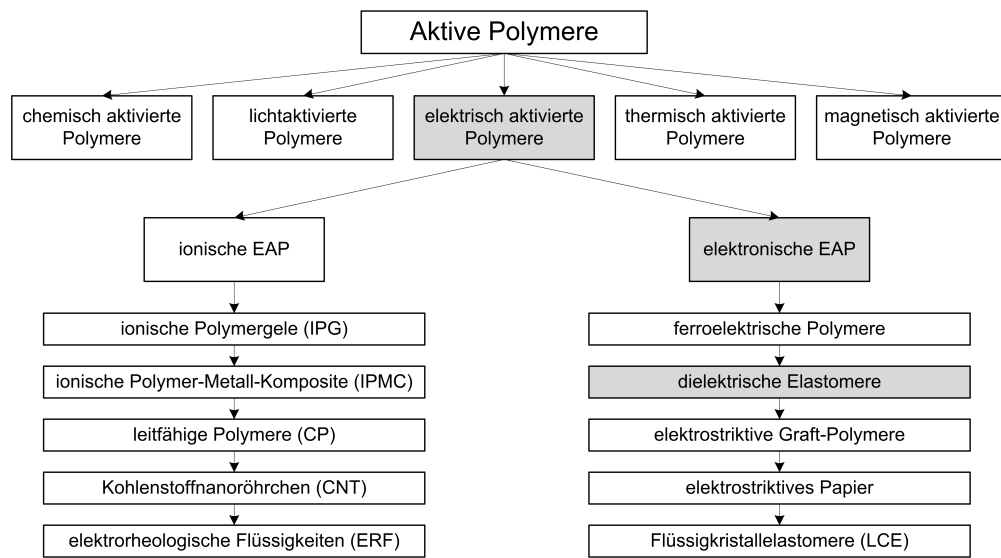 Aktive Polymere
chemisch aktivierte
Polymere
lichtaktivierte
Polymere
elektrisch aktivierte
Polymere
thermisch aktivierte
Polymere
magnetisch aktivierte
Polymere
ionische EAP
elektronische EAP
ionische Polymergele (IPG)
ionische Polymer-Metall-Komposite (IPMC)
leitfähige Polymere (CP)
Kohlenstoffnanoröhrchen (CNT)
elektrorheologische Flüssigkeiten (ERF)
ferroelektrische Polymere
dielektrische Elastomere
elektrostriktive Graft-Polymere
elektrostriktives Papier
Flüssigkristallelastomere (LCE)